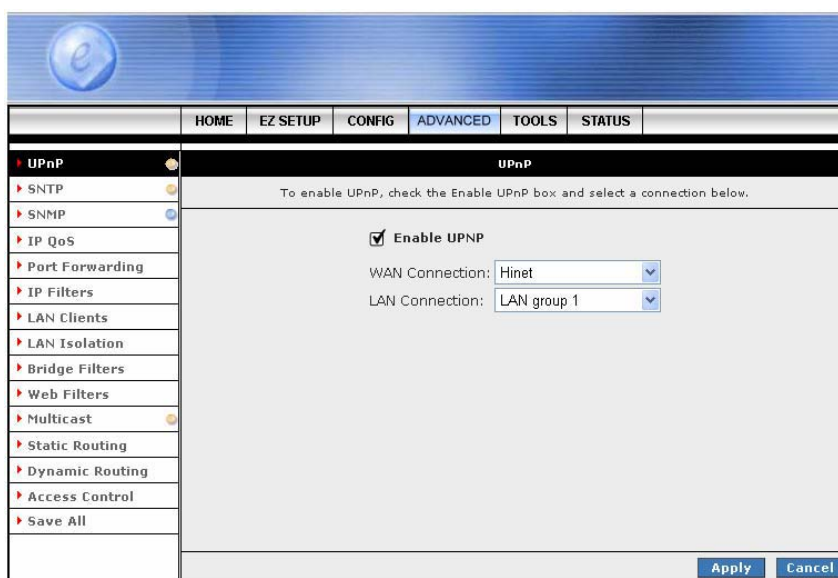 e
HOME EZ SETUP CONFIG ADVANCED TOOLS STATUS
UPnP
SNTP
SNMP
IP QoS
Port Forwarding
IP Filters
LAN Clients
LAN Isolation
Bridge Filters
Web Filters
Multicast
Static Routing
Dynamic Routing
Access Control
Save All
UPnP
To enable UPnP, check the Enable UPnP box and select a connection below.
Enable UPNP
WAN Connection: Hinet
LAN Connection: LAN group 1
Apply Cancel